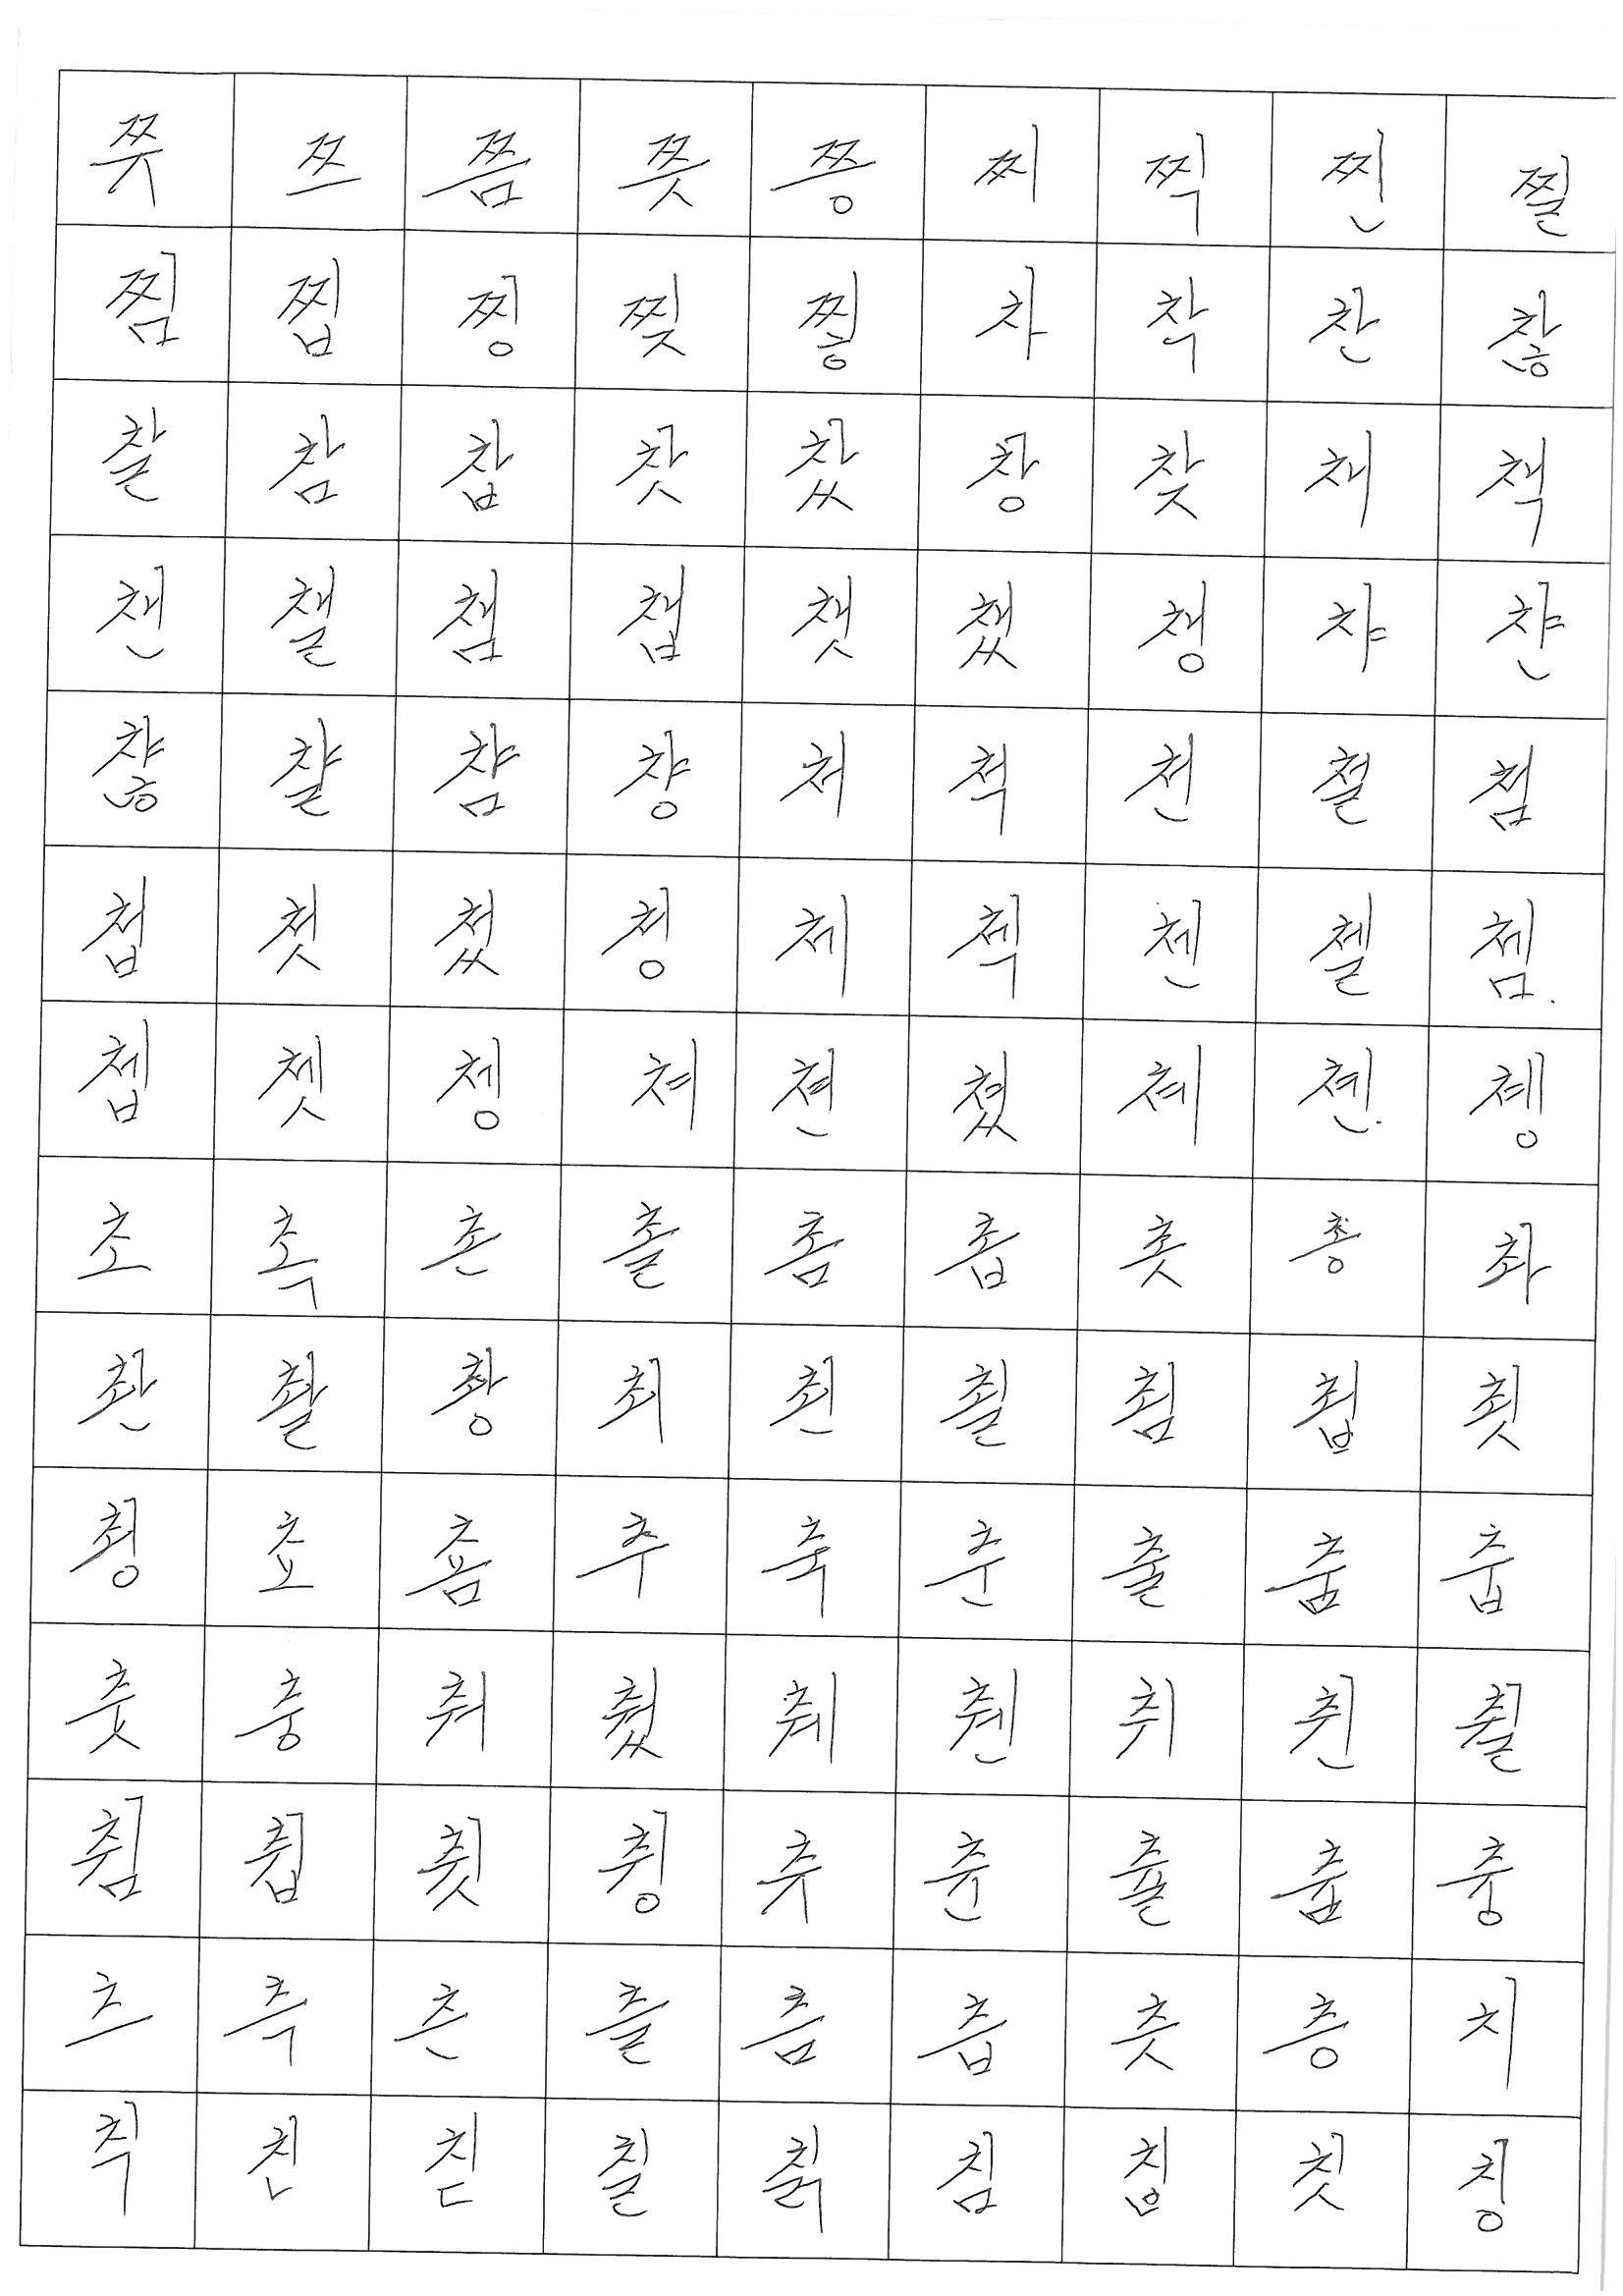 쯋 쯔 쯤 쯧 쯩 찌 찍 찐 찔
찜 찝 찡 찢 찧 차 착 찬 찮
찰 참 찹 찻 찼 창 찾 채 책
챈 챌 챔 챕 챗 챘 챙 챠 챤
챦 챨 챰 챵 처 척 천 철 첨
첩 첫 첬 청 체 첵 첸 첼 쳄
쳅 쳇 쳉 쳐 쳔 쳤 쳬 쳰 촁
초 촉 촌 촐 촘 촙 촛 총 촤
촨 촬 촹 최 쵠 쵤 쵬 쵭 쵯
쵱 쵸 춈 추 축 춘 출 춤 춥
춧 충 춰 췄 췌 췐 취 췬 췰
췸 췹 췻 췽 츄 츈 츌 츔 츙
츠 측 츤 츨 츰 츱 츳 층 치
칙 친 칟 칠 칡 침 칩 칫 칭